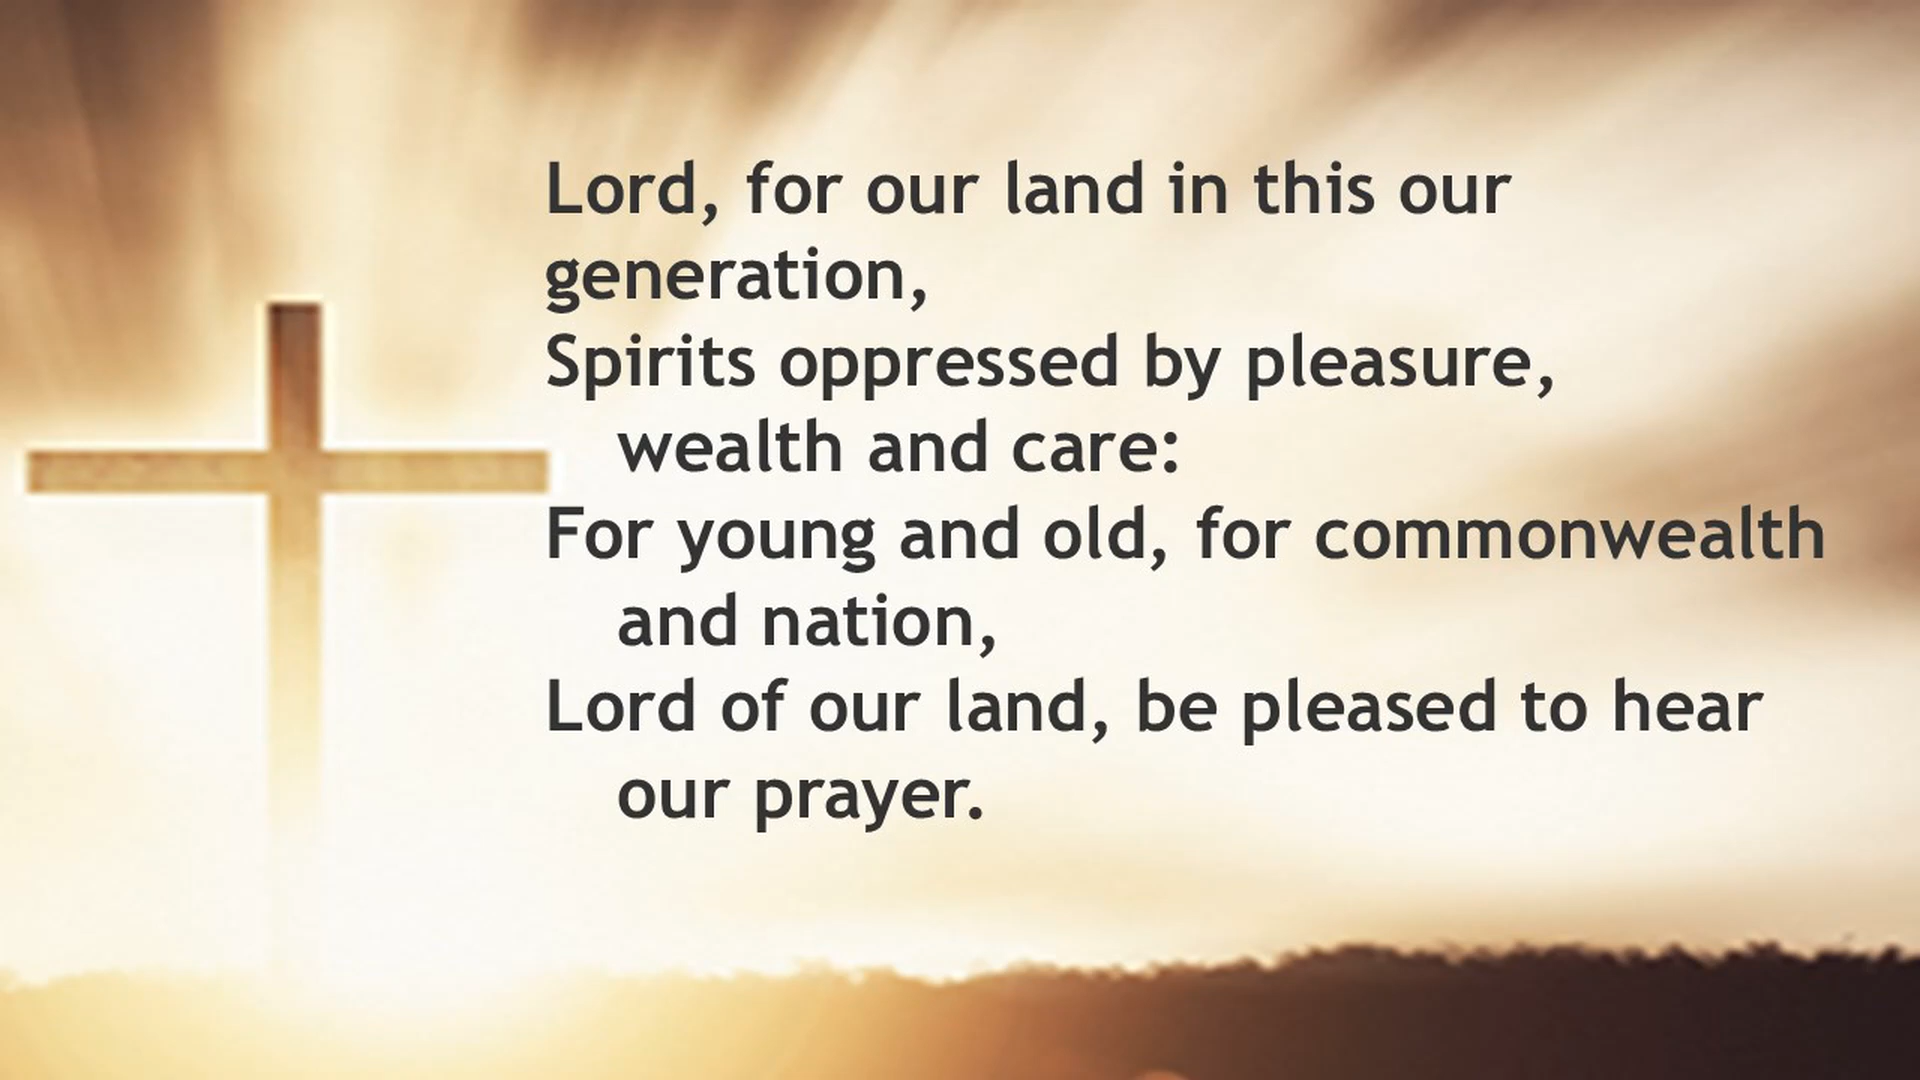 Lord, for our land in this our
generation,
Spirits oppressed by pleasure,
wealth and care:
For young and old, for commonwealth
and nation,
Lord of our land, be pleased to hear
our prayer.